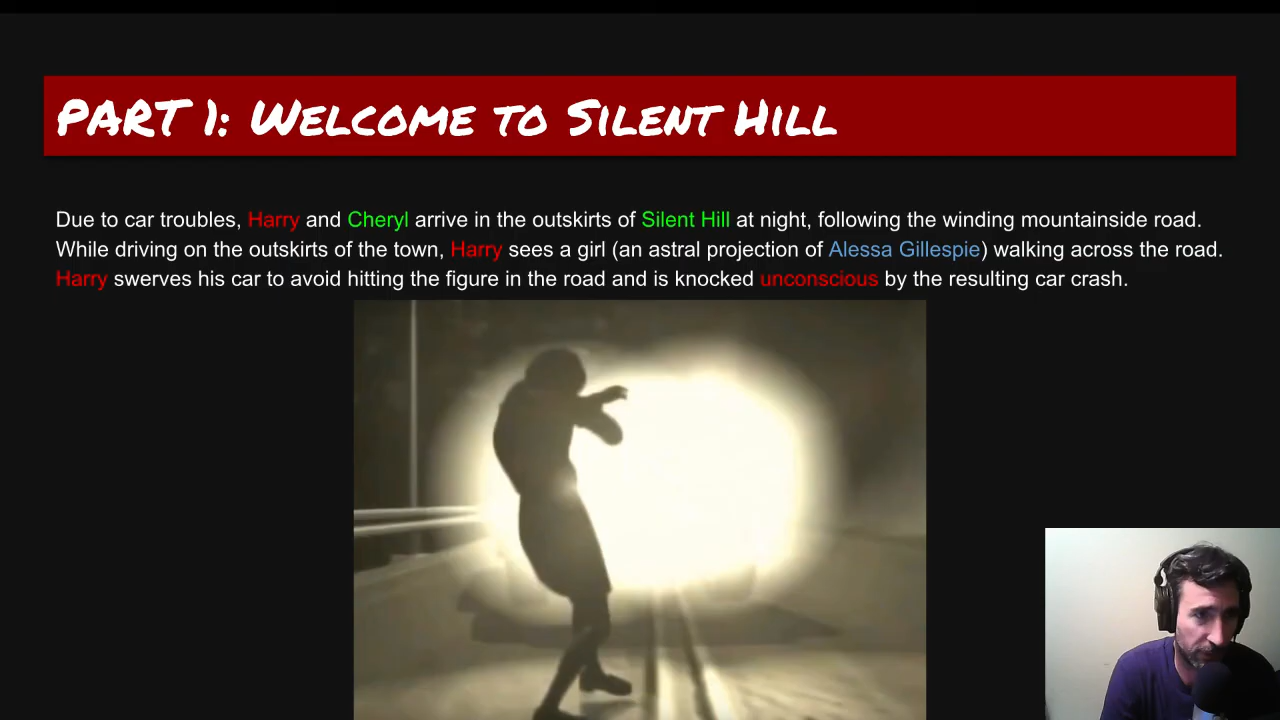 PART 1: Welcome to Silent Hill
Due to car troubles, Harry and Cheryl arrive in the outskirts of Silent Hill at night, following the winding mountainside road.
While driving on the outskirts of the town, Harry sees a girl (an astral projection of Alessa Gillespie) walking across the road.
Harry swerves his car to avoid hitting the figure in the road and is knocked unconscious by the resulting car crash.